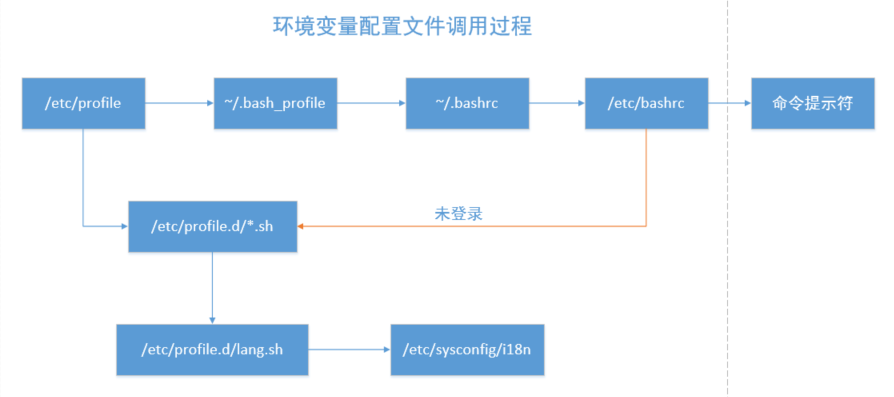 环境变量配置文件调用过程
/etc/profile
~/.bash_profile
~/.bashrc
/etc/bashrc
命令提示符
/etc/profile.d/*.sh
未登录
/etc/profile.d/lang.sh
/etc/sysconfig/i18n